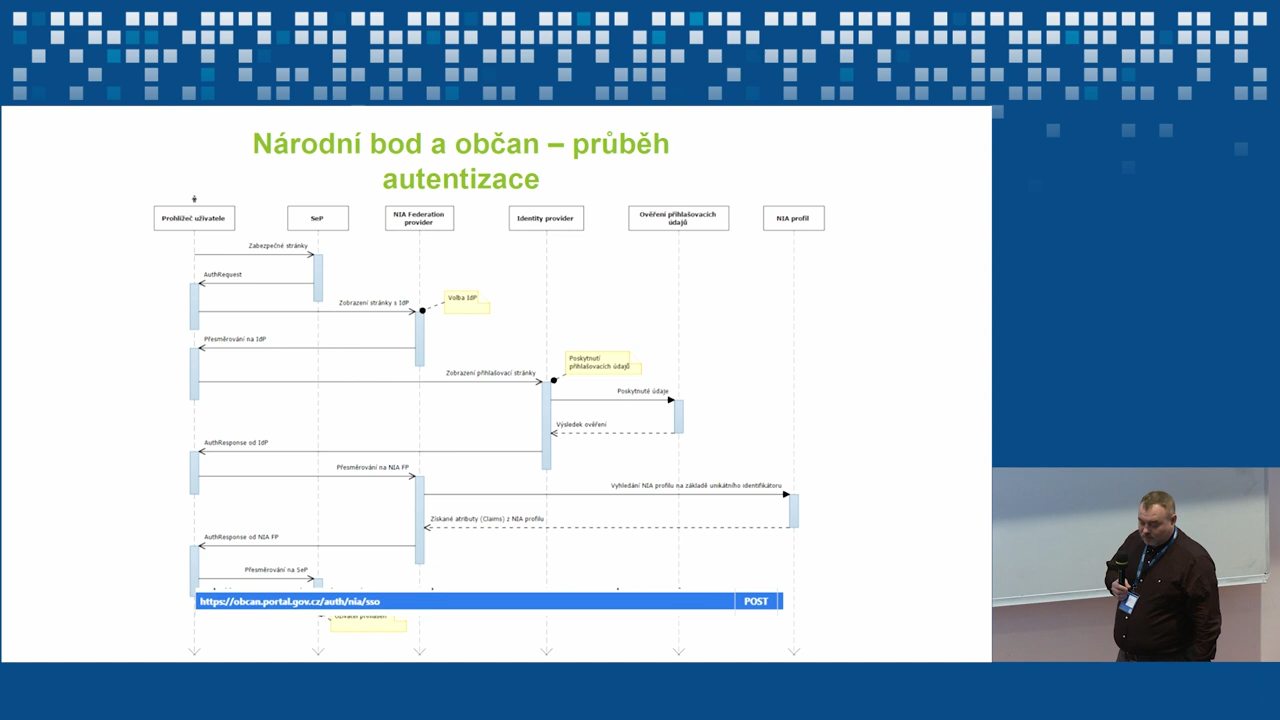 Národní bod a občan – průběh
autentizace
Prohlížeč uživatele
SeP
NIA Federation
provider
Identity provider
Ověření přihlašovacích
údajů
NIA profil
Zabezpečné stránky
AuthRequest
Zobrazení stránky s IdP
Volba IdP
Přesměrování na IdP
Poskytnutí
přihlašovacích údajů
Zobrazení přihlašovací stránky
Poskytnuté údaje
Výsledek ověření
AuthResponse od IdP
Přesměrování na NIA FP
Vyhledání NIA profilu na základě unikátního identifikátoru
Získané atributy (Claims) z NIA profilu
AuthResponse od NIA FP
Přesměrování na SeP
https://obcan.portal.gov.cz/auth/nia/sso
POST